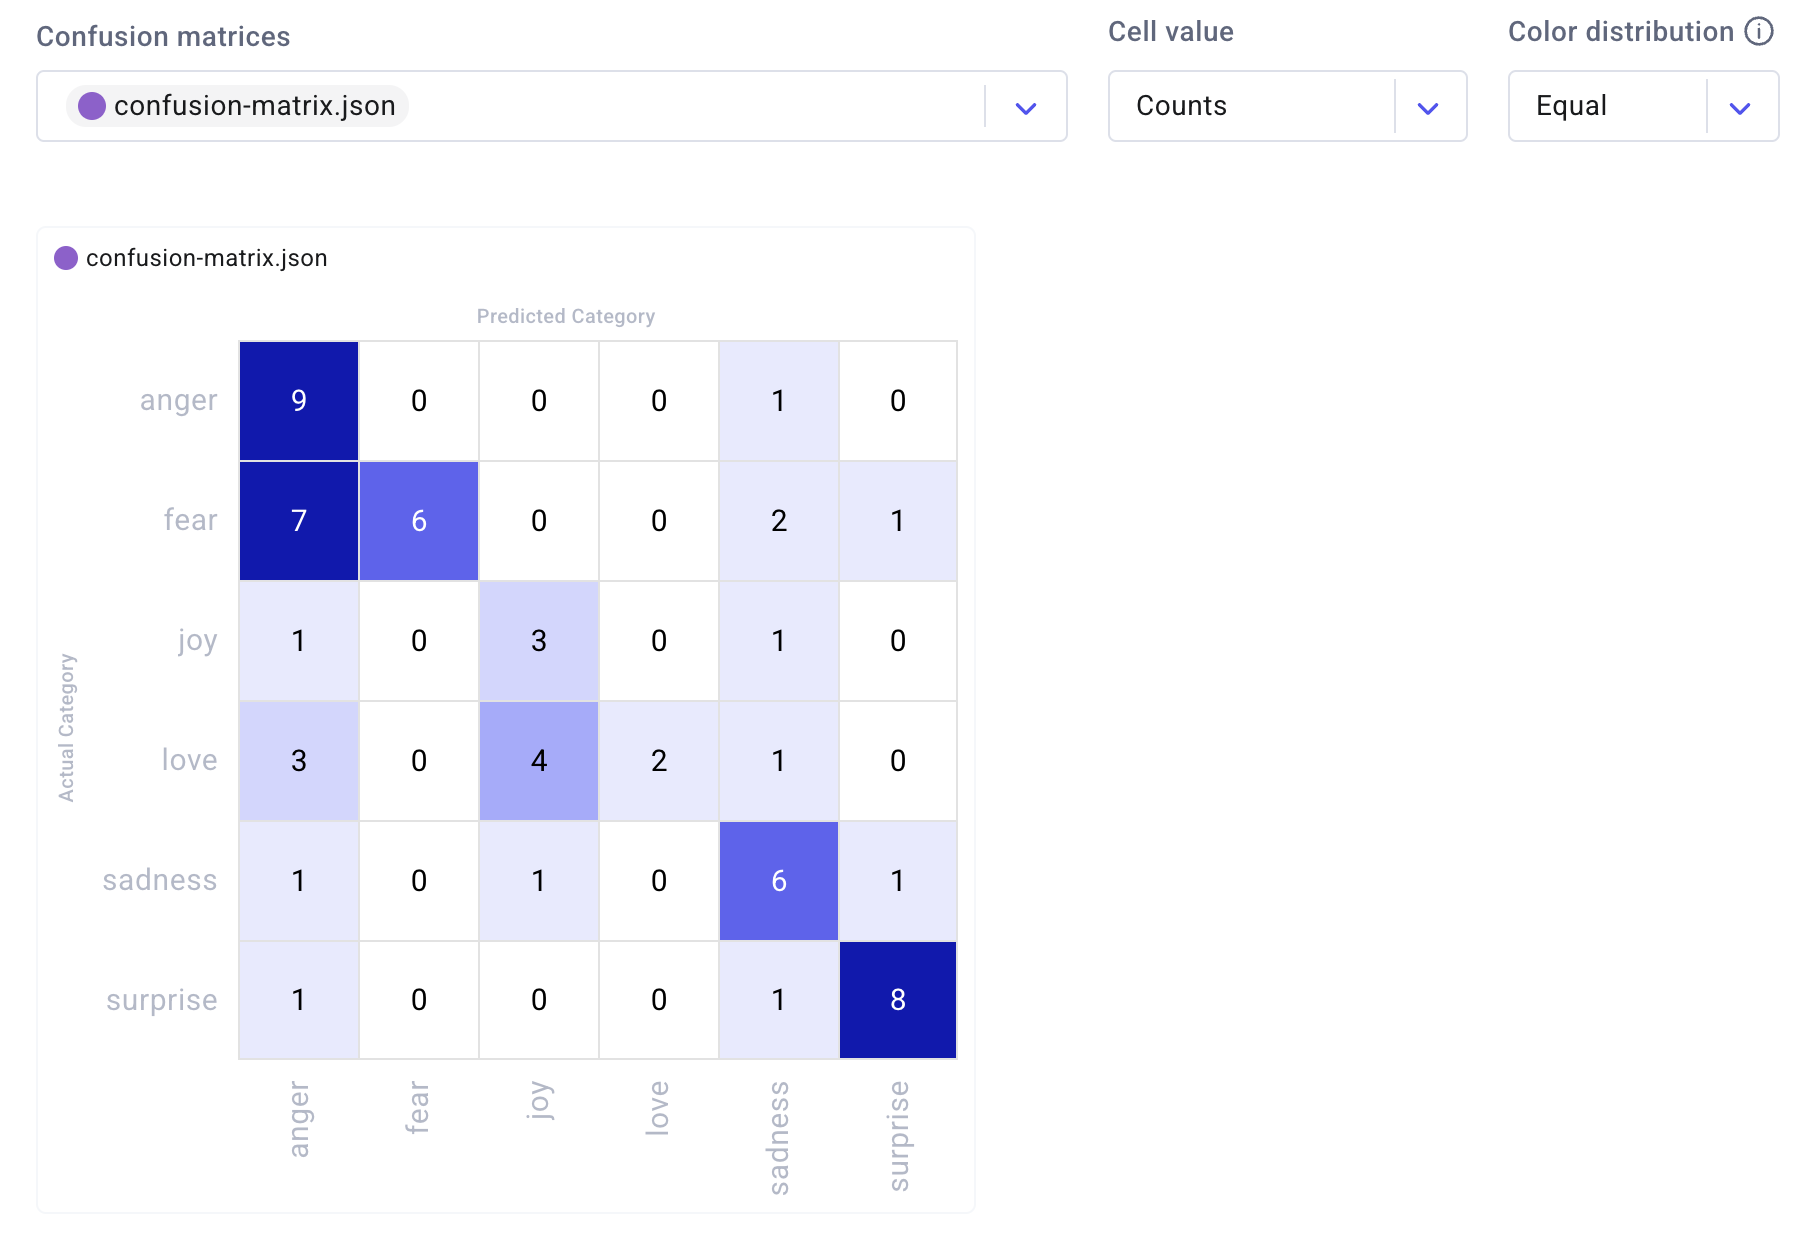 Confusion matrices
Cell value
Color distribution
confusion-matrix.json
Counts
Equal
confusion-matrix.json
Predicted Category
Actual Category
anger 9 0 0 0 1 0
fear 7 6 0 0 2 1
joy 1 0 3 0 1 0
love 3 0 4 2 1 0
sadness 1 0 1 0 6 1
surprise 1 0 0 0 1 8
anger fear joy love sadness surprise